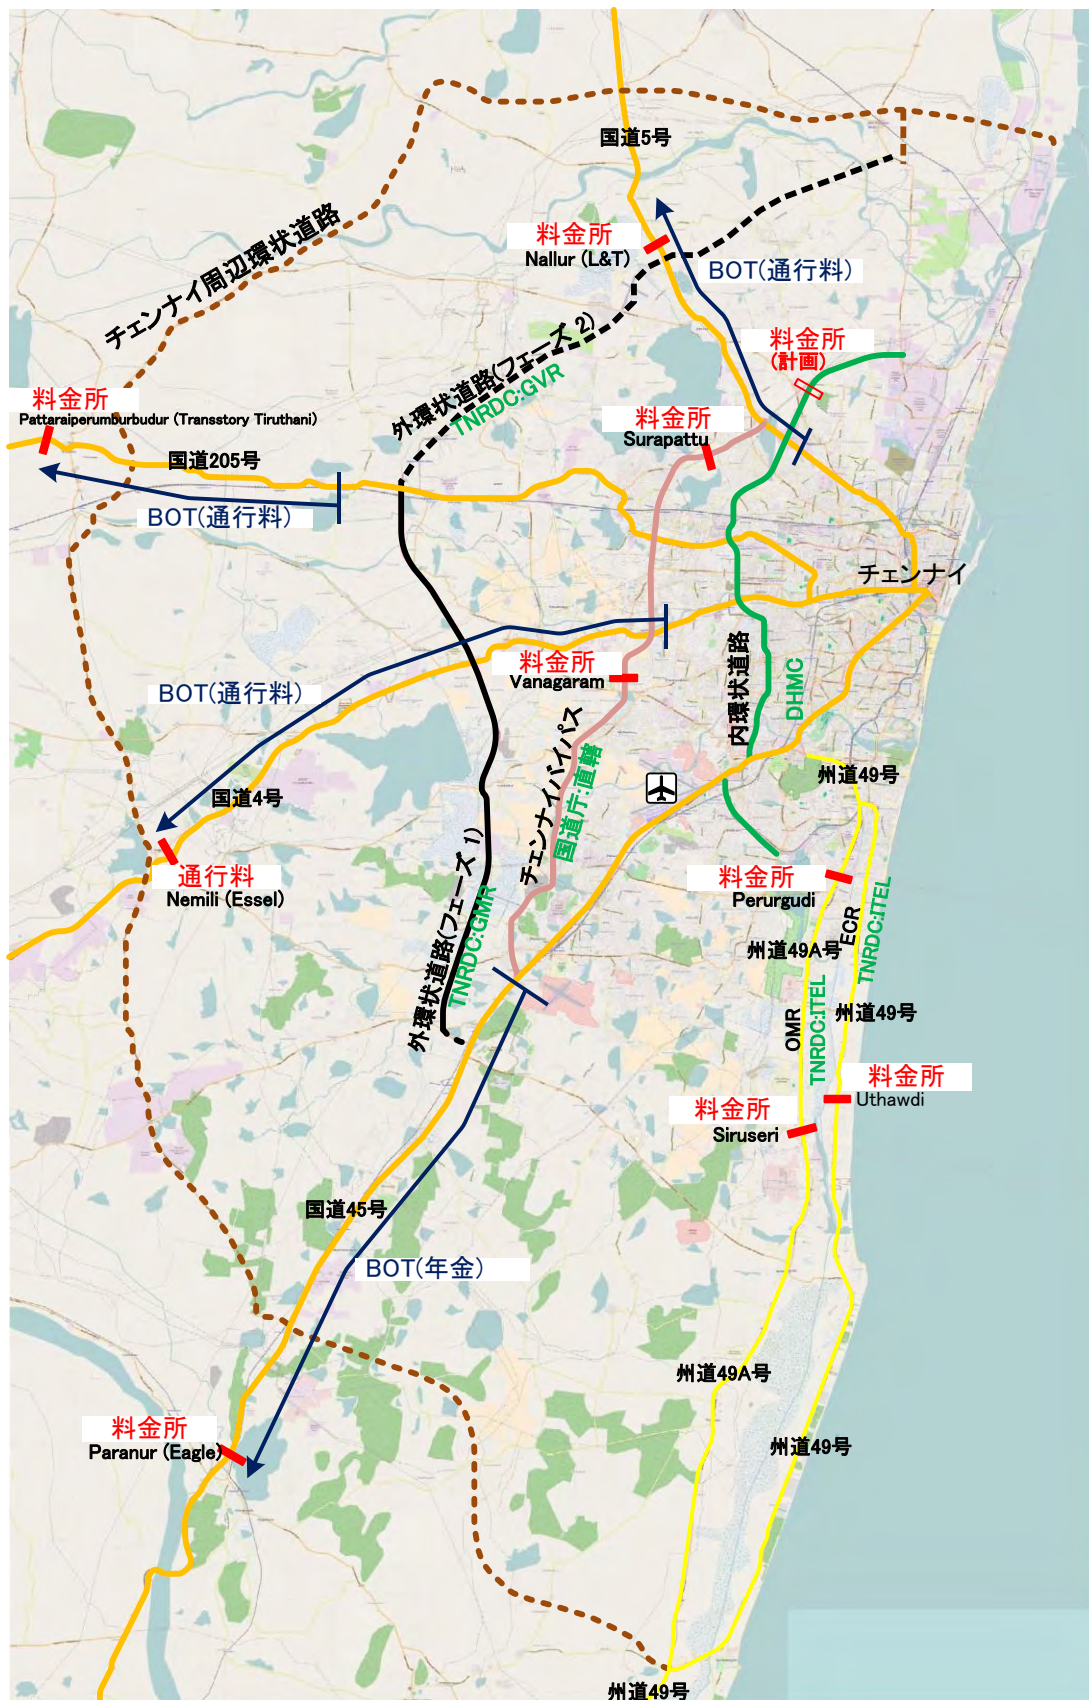 国道5号
料金所
Nallur (L&T)
BOT(通行料)
チェンナイ周辺環状道路
料金所
(計画)
外環状道路(フェーズ 2)
TNRDC:GVR
料金所
Pattaraiperumburbudur (Transstory Tiruthani)
料金所
Surapattu
国道205号
BOT(通行料)
チェンナイ
料金所
Vanagaram
内環状道路
DHMC
BOT(通行料)
チェンナイバイパス
国道庁:直轄
州道49号
国道4号
通行料
Nemili (Essel)
料金所
Perurgudi
外環状道路(フェーズ 1)
TNRDC:GMR
ECR
TNRDC:ITEL
州道49A号
OMR
TNRDC:ITEL
州道49号
料金所
Uthawdi
料金所
Siruseri
国道45号
BOT(年金)
州道49A号
料金所
Paranur (Eagle)
州道49号
州道49号